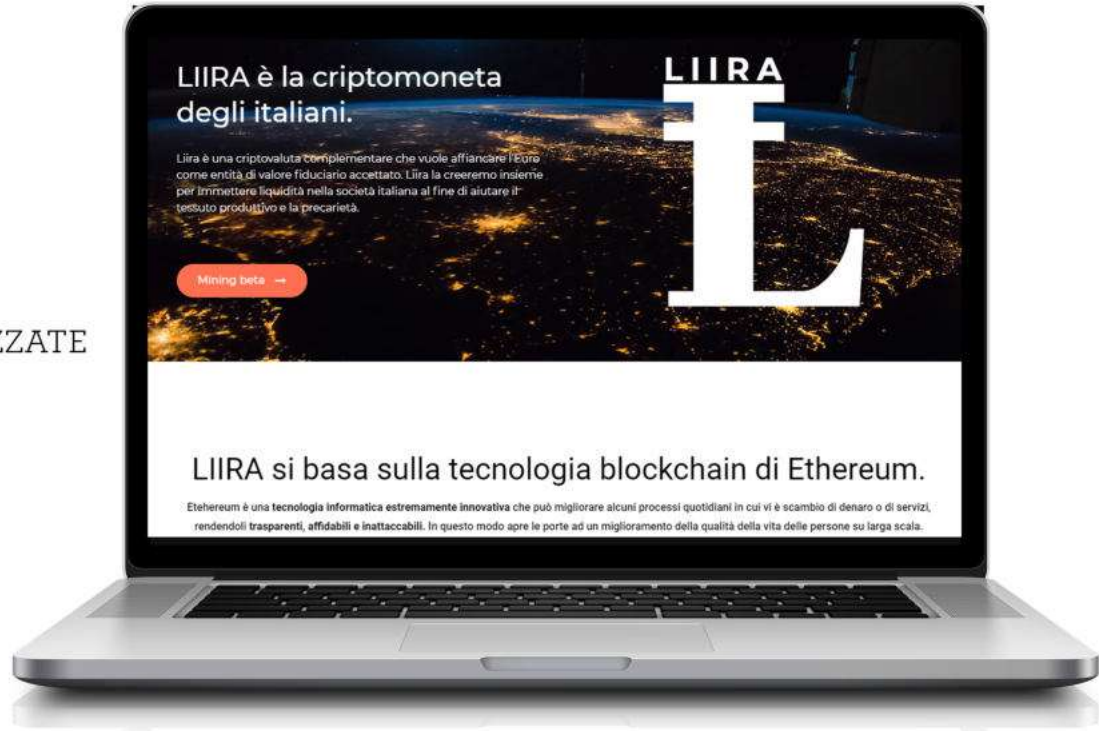 LIIRA è la criptomoneta
degli italiani.
LIIRA
Ł
Liira è una criptovaluta complementare che vuole affiancare l'Euro
come entità di valore fiduciario accettato. Liira la creeremo insieme
per immettere liquidità nella società italiana al fine di aiutare il
tessuto produttivo e la precarietà.
Mining beta →
ZZATE
LIIRA si basa sulla tecnologia blockchain di Ethereum.
Etehereum è una tecnologia informatica estremamente innovativa che può migliorare alcuni processi quotidiani in cui vi è scambio di denaro o di servizi,
rendendoli trasparenti, affidabili e inattaccabili. In questo modo apre le porte ad un miglioramento della qualità della vita delle persone su larga scala.